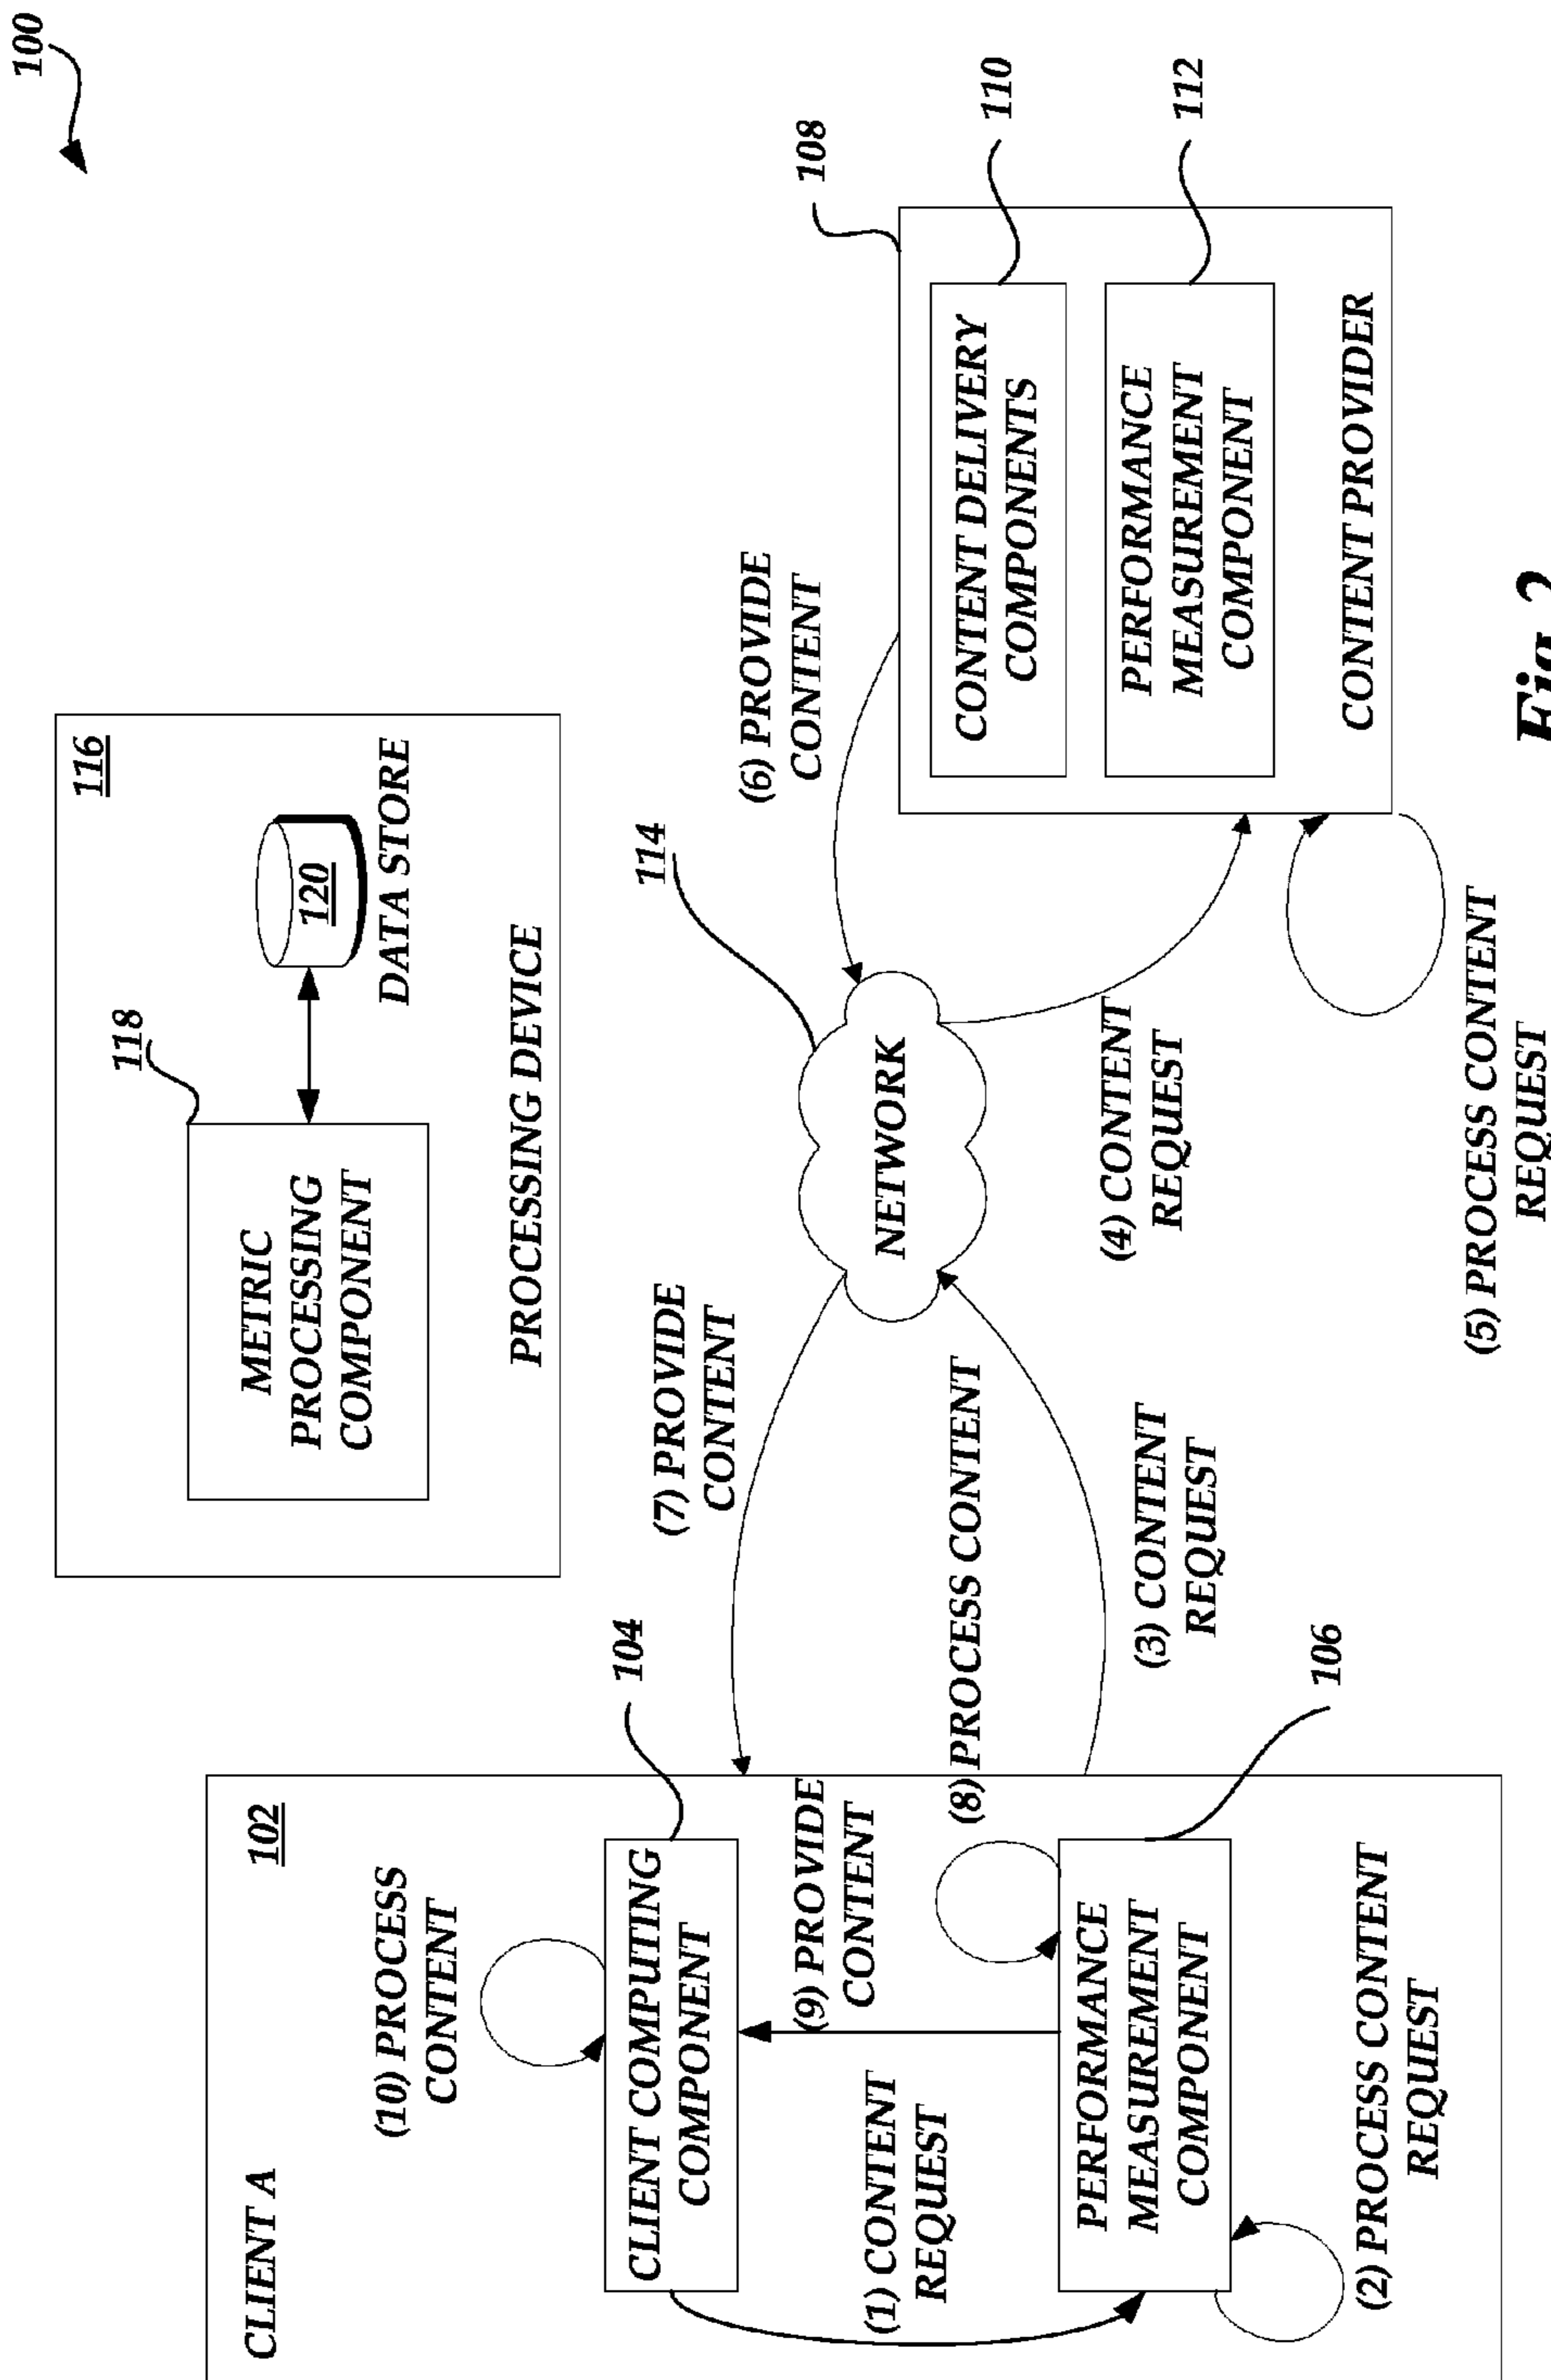 100
116
118
METRIC
PROCESSING
COMPONENT
120
DATA STORE
PROCESSING DEVICE
CLIENT A
102
(10) PROCESS
CONTENT
104
CLIENT COMPUTING
COMPONENT
(9) PROVIDE
CONTENT
(1) CONTENT
REQUEST
(8) PROCESS CONTENT
PERFORMANCE
MEASUREMENT
COMPONENT
106
(2) PROCESS CONTENT
REQUEST
(7) PROVIDE
CONTENT
(3) CONTENT
REQUEST
114
NETWORK
(6) PROVIDE
CONTENT
(4) CONTENT
REQUEST
108
CONTENT DELIVERY
COMPONENTS
110
PERFORMANCE
MEASUREMENT
COMPONENT
112
CONTENT PROVIDER
(5) PROCESS CONTENT
REQUEST
Fig. 2